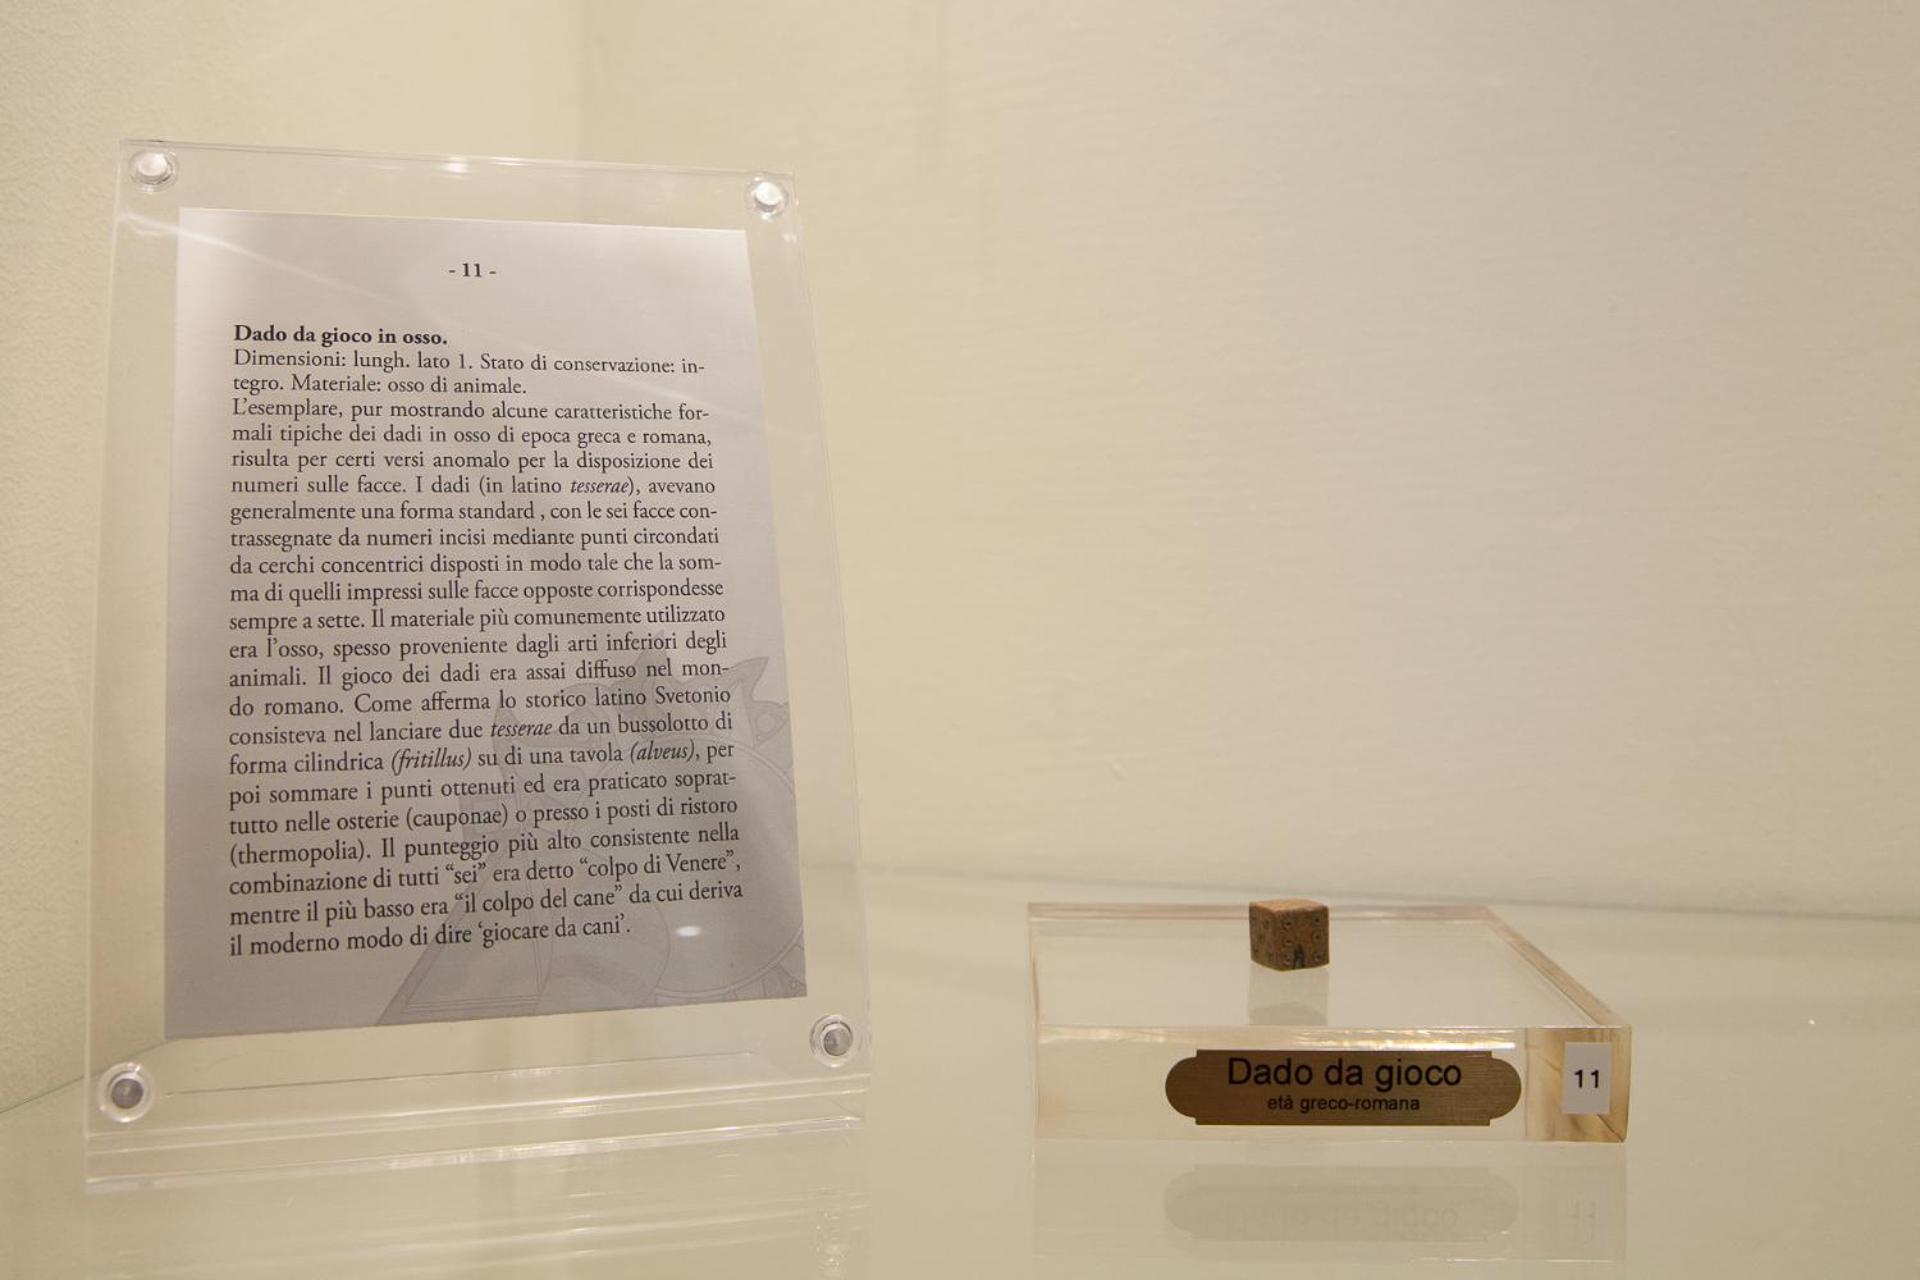 - 11 -
Dado da gioco in osso.
Dimensioni: lungh. lato 1. Stato di conservazione: in-
tegro. Materiale: osso di animale.
L’esemplare, pur mostrando alcune caratteristiche for-
mali tipiche dei dadi in osso di epoca greca e romana,
risulta per certi versi anomalo per la disposizione dei
numeri sulle facce. I dadi (in latino tesserae), avevano
generalmente una forma standard , con le sei facce con-
trassegnate da numeri incisi mediante punti circondati
da cerchi concentrici disposti in modo tale che la som-
ma di quelli impressi sulle facce opposte corrispondesse
sempre a sette. Il materiale più comunemente utilizzato
era l’osso, spesso proveniente dagli arti inferiori degli
animali. Il gioco dei dadi era assai diffuso nel mon-
do romano. Come afferma lo storico latino Svetonio
consisteva nel lanciare due tesserae da un bussolotto di
forma cilindrica (fritillus) su di una tavola (alveus), per
poi sommare i punti ottenuti ed era praticato soprat-
tutto nelle osterie (cauponae) o presso i posti di ristoro
(thermopolia). Il punteggio più alto consistente nella
combinazione di tutti “sei” era detto “colpo di Venere”,
mentre il più basso era “il colpo del cane” da cui deriva
il moderno modo di dire ‘giocare da cani’.
Dado da gioco
età greco-romana
11